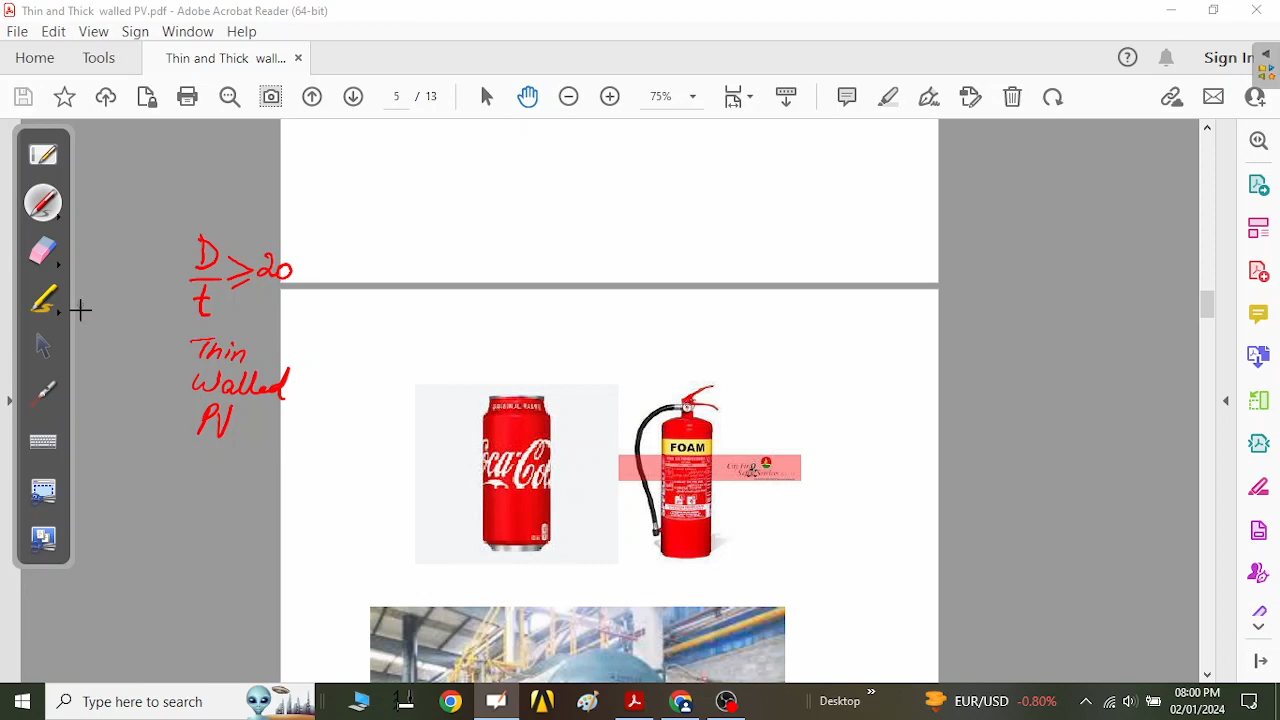 Thin and Thick walled PV.pdf - Adobe Acrobat Reader (64-bit)
File Edit View Sign Window Help
Home Tools Thin and Thick wall... × Sign In
5 / 13 75%
D/t ≥ 20
Thin
Walled
PV
Coca-Cola
FOAM
Type here to search Desktop EUR/USD -0.80% 08:00 PM
02/01/2024